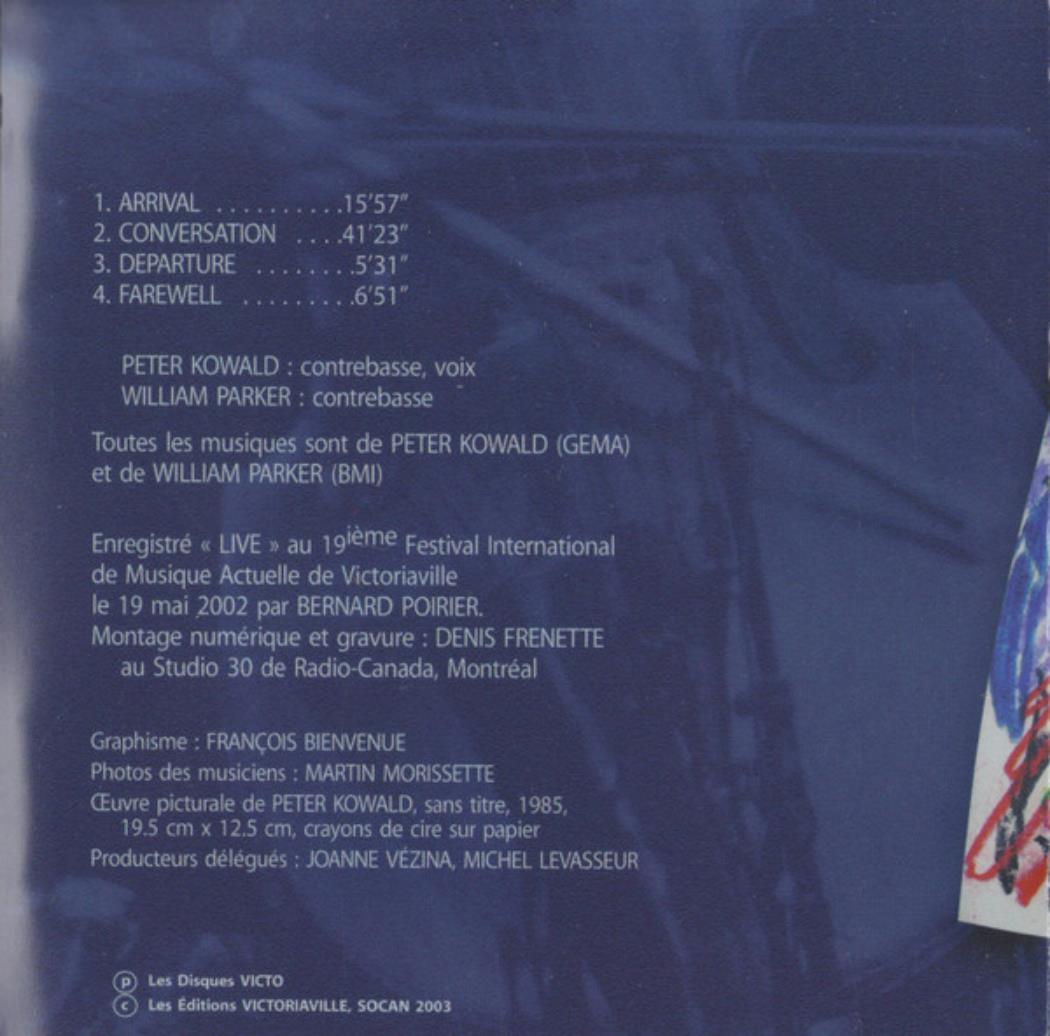 1. ARRIVAL ..........15'57"
2. CONVERSATION ....41'23"
3. DEPARTURE ........5'31"
4. FAREWELL .........6'51"
PETER KOWALD : contrebasse, voix
WILLIAM PARKER : contrebasse
Toutes les musiques sont de PETER KOWALD (GEMA)
et de WILLIAM PARKER (BMI)
Enregistré « LIVE » au 19ième Festival International
de Musique Actuelle de Victoriaville
le 19 mai 2002 par BERNARD POIRIER.
Montage numérique et gravure : DENIS FRENETTE
au Studio 30 de Radio-Canada, Montréal
Graphisme : FRANÇOIS BIENVENUE
Photos des musiciens : MARTIN MORISSETTE
Œuvre picturale de PETER KOWALD, sans titre, 1985,
19.5 cm x 12.5 cm, crayons de cire sur papier
Producteurs délégués : JOANNE VÉZINA, MICHEL LEVASSEUR
ⓟ Les Disques VICTO
ⓒ Les Éditions VICTORIAVILLE, SOCAN 2003